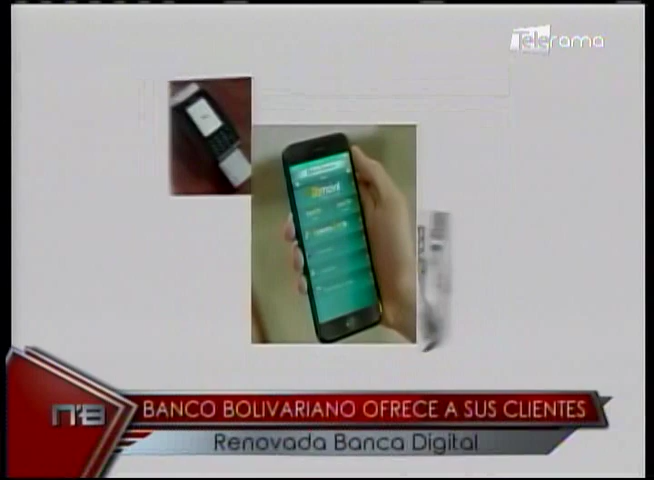 Telerama
BANCO BOLIVARIANO OFRECE A SUS CLIENTES
Renovada Banca Digital